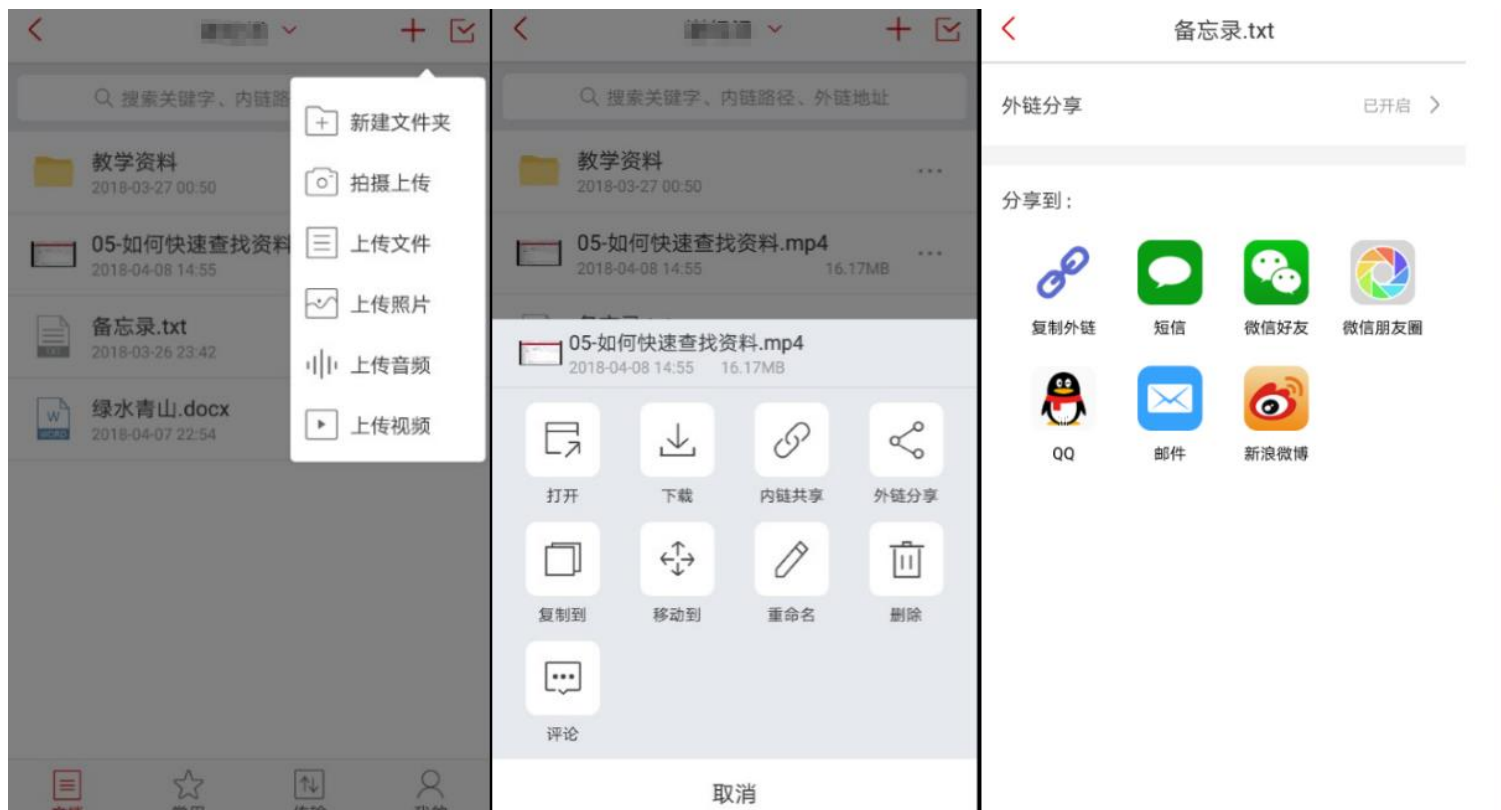 搜索关键字、内链路
新建文件夹
拍摄上传
上传文件
上传照片
上传音频
上传视频
教学资料
2018-03-27 00:50
05-如何快速查找资料
2018-04-08 14:55
备忘录.txt
2018-03-26 23:42
TXT
绿水青山.docx
2018-04-07 22:54
W
WORD
搜索关键字、内链路径、外链地址
教学资料
2018-03-27 00:50
05-如何快速查找资料.mp4
2018-04-08 14:55 16.17MB
05-如何快速查找资料.mp4
2018-04-08 14:55 16.17MB
打开 下载 内链共享 外链分享
复制到 移动到 重命名 删除
评论
取消
备忘录.txt
外链分享 已开启
分享到：
复制外链 短信 微信好友 微信朋友圈
QQ 邮件 新浪微博